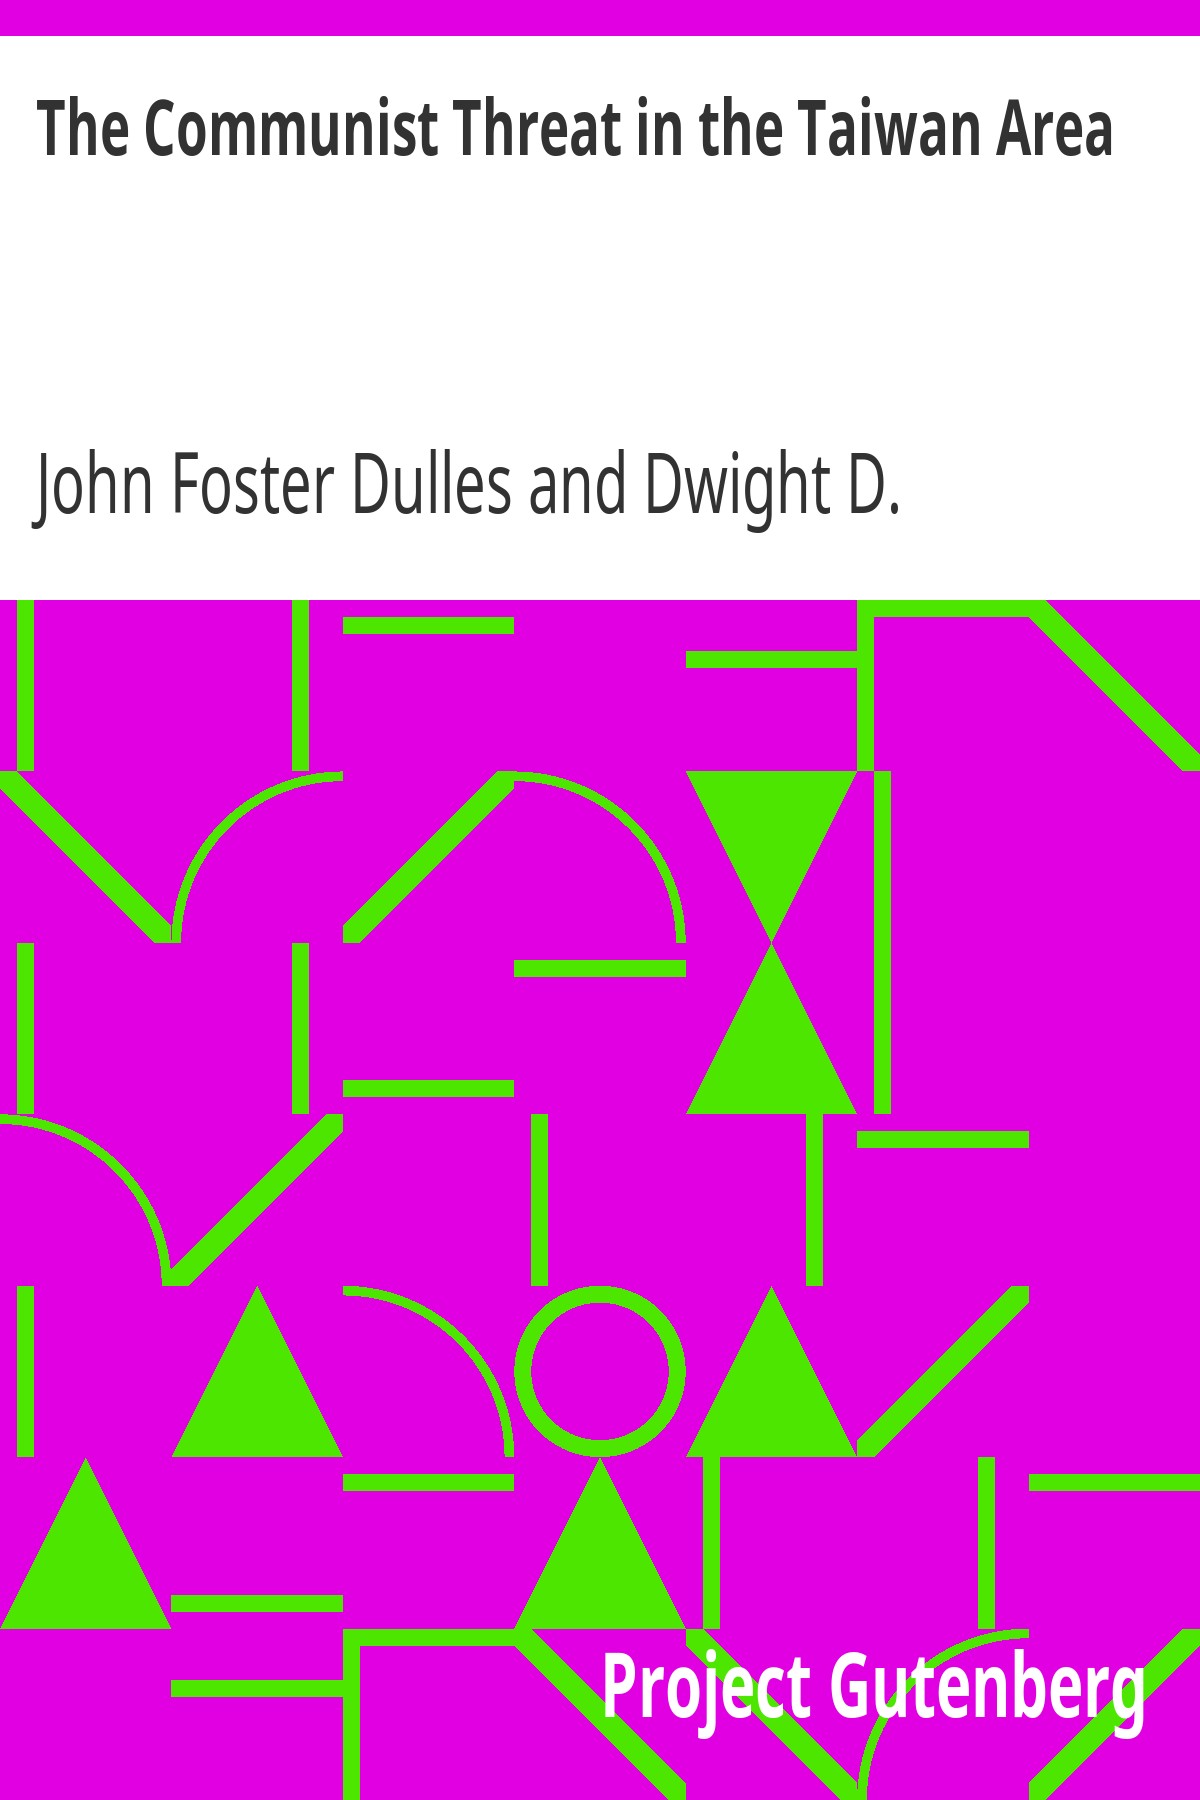 The Communist Threat in the Taiwan Area
John Foster Dulles and Dwight D.
Project Gutenberg